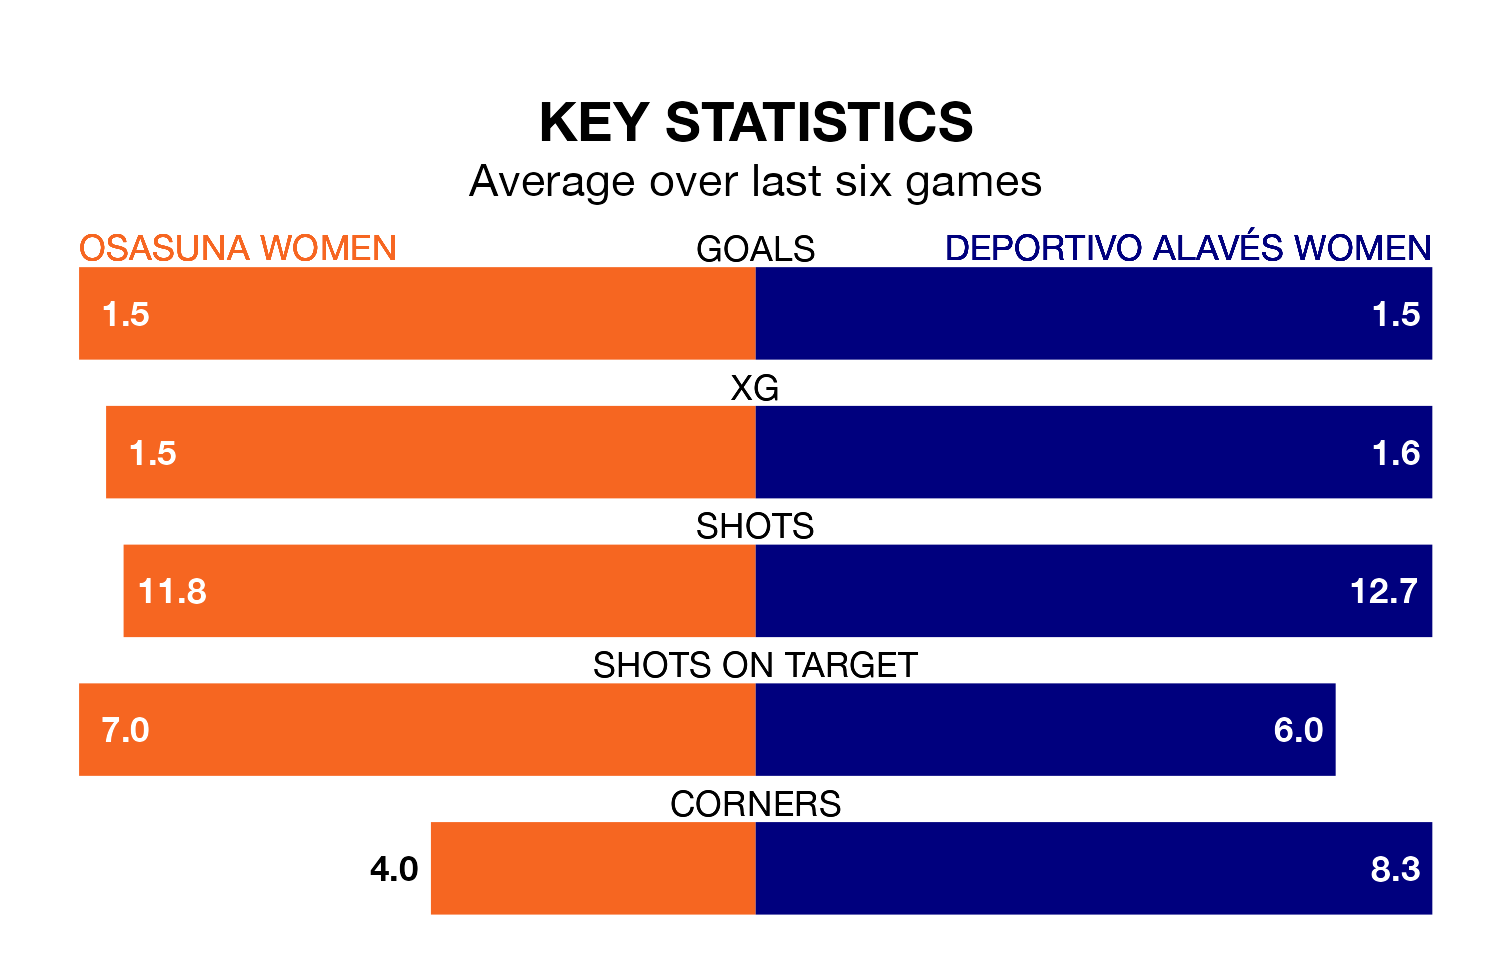 KEY STATISTICS
Average over last six games
OSASUNA WOMEN GOALS DEPORTIVO ALAVÉS WOMEN
1.5 1.5
XG
1.5 1.6
SHOTS
11.8 12.7
SHOTS ON TARGET
7.0 6.0
CORNERS
4.0 8.3